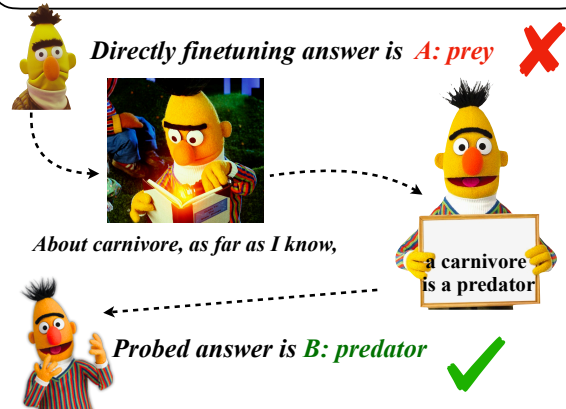 Directly finetuning answer is A: prey
About carnivore, as far as I know,
a carnivore
is a predator
Probed answer is B: predator